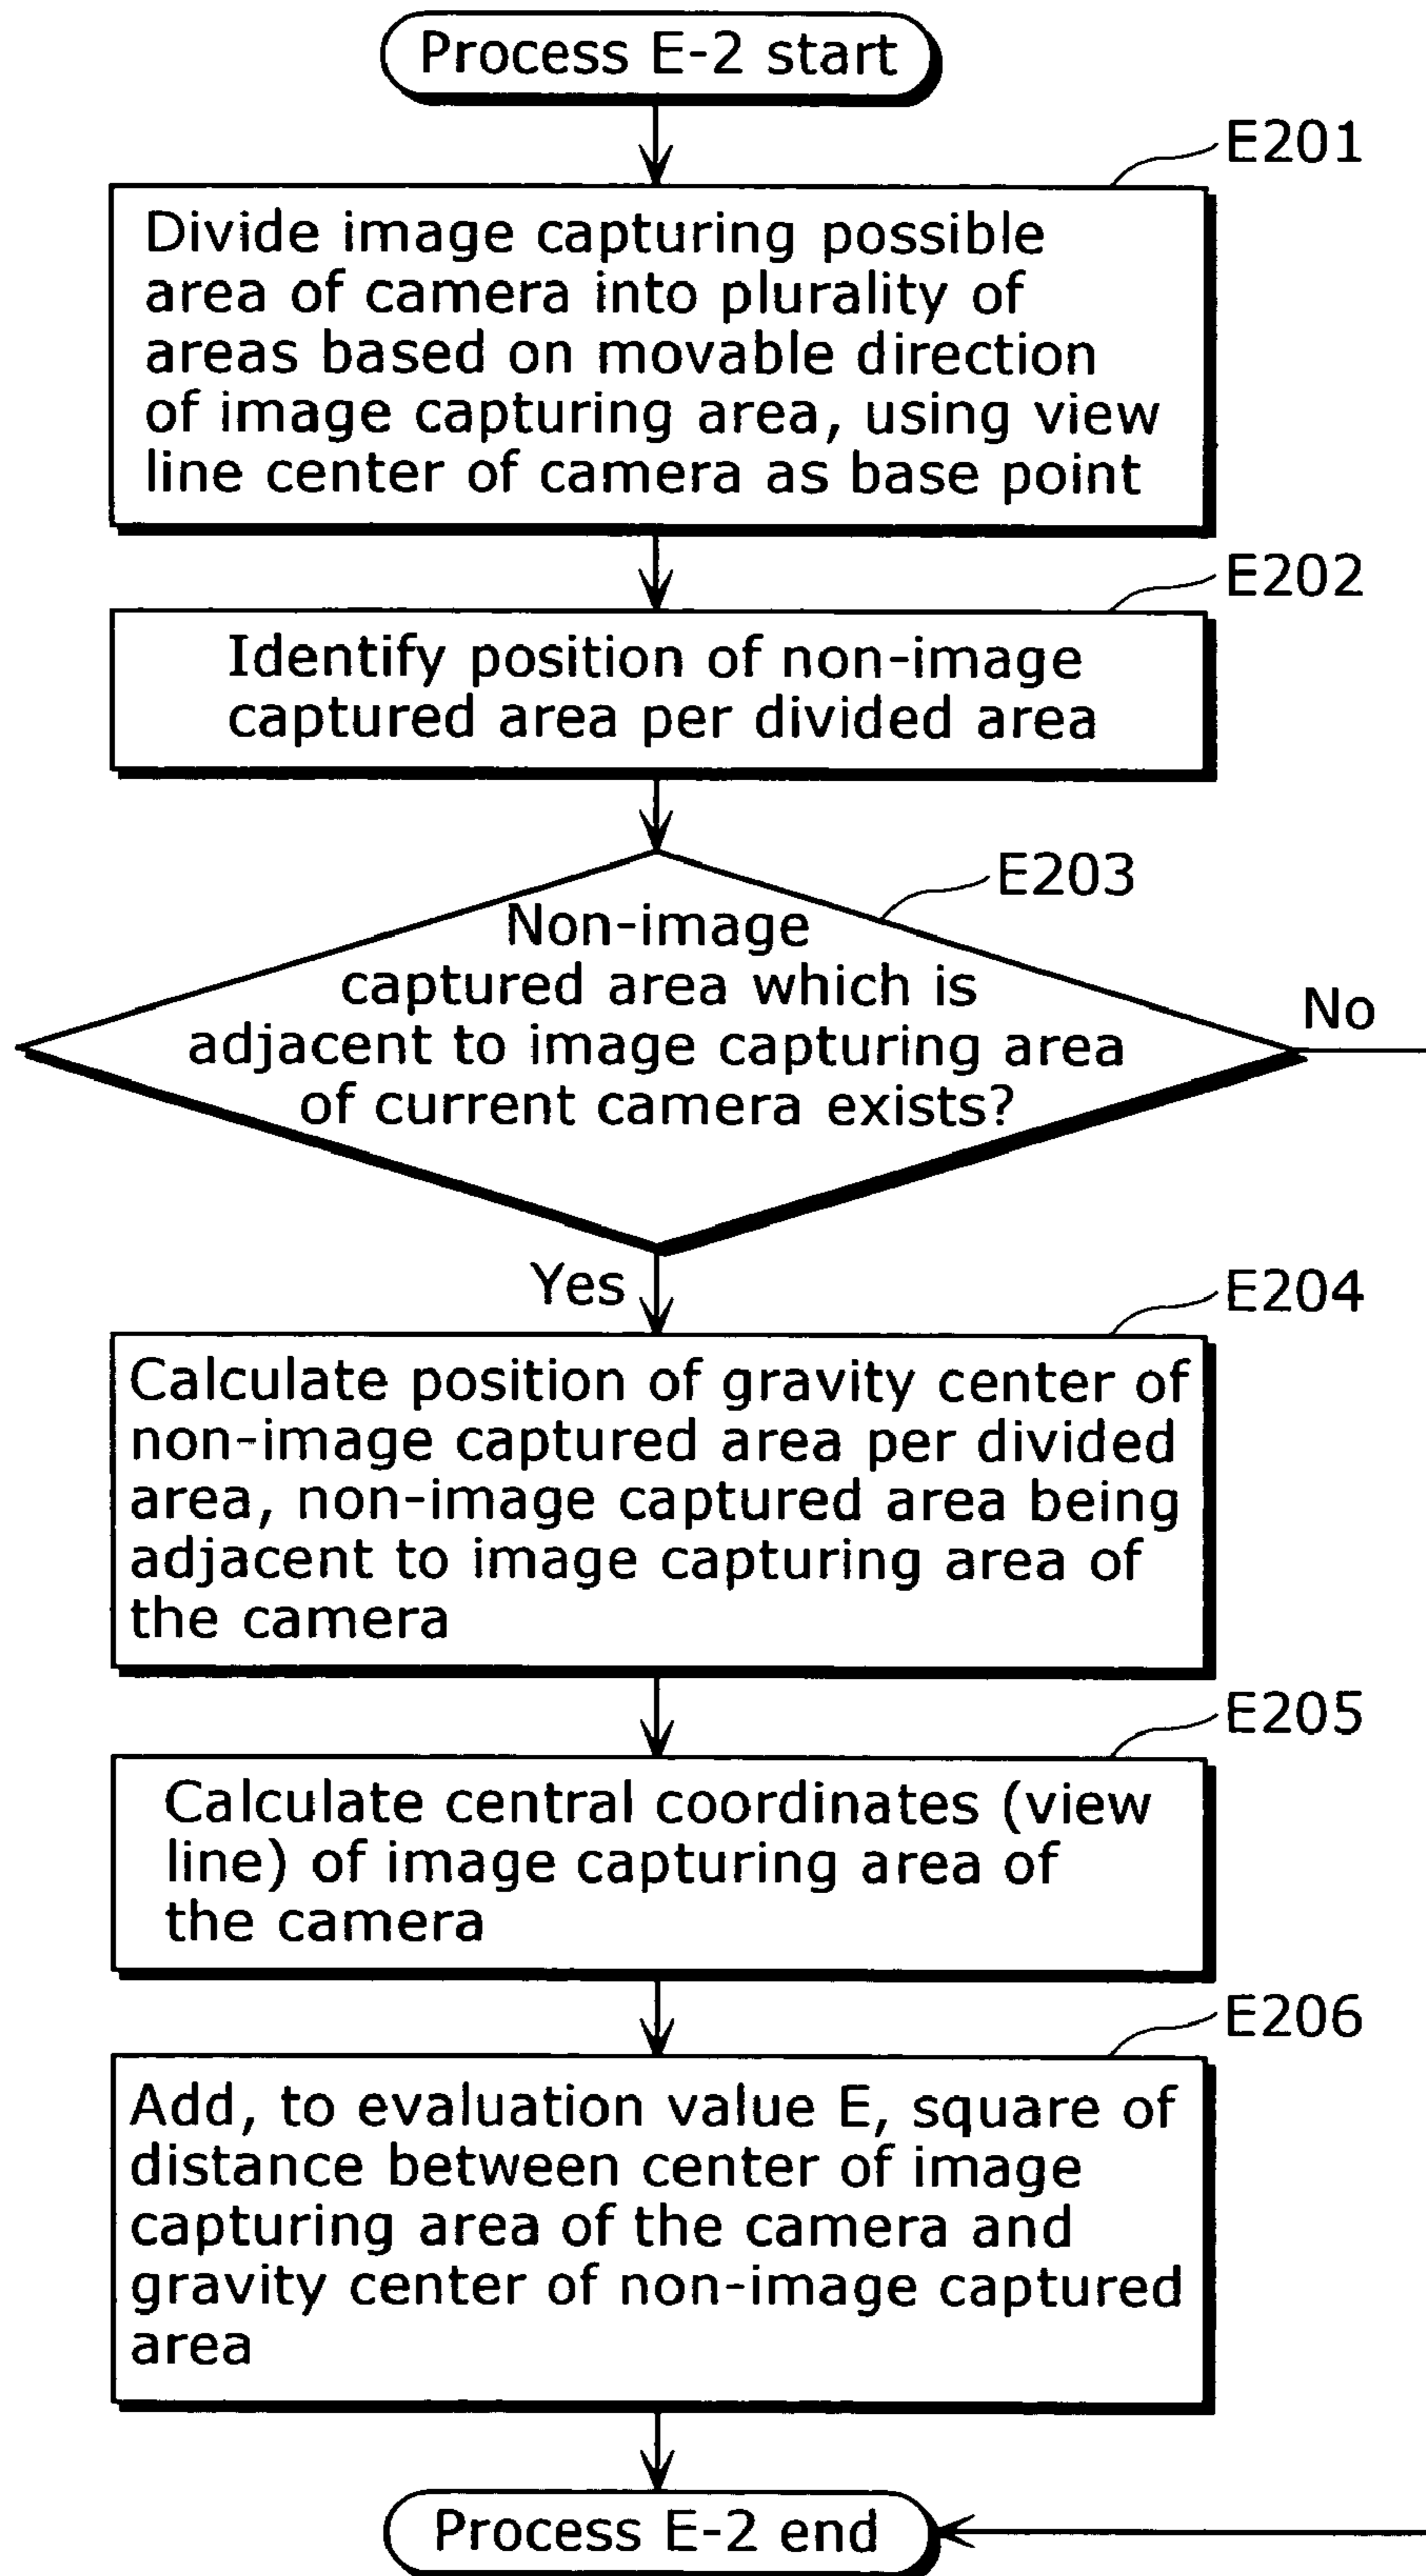 Process E-2 start
E201
Divide image capturing possible
area of camera into plurality of
areas based on movable direction
of image capturing area, using view
line center of camera as base point
E202
Identify position of non-image
captured area per divided area
E203
Non-image
captured area which is
adjacent to image capturing area
of current camera exists?
No
Yes
E204
Calculate position of gravity center of
non-image captured area per divided
area, non-image captured area being
adjacent to image capturing area of
the camera
E205
Calculate central coordinates (view
line) of image capturing area of
the camera
E206
Add, to evaluation value E, square of
distance between center of image
capturing area of the camera and
gravity center of non-image captured
area
Process E-2 end